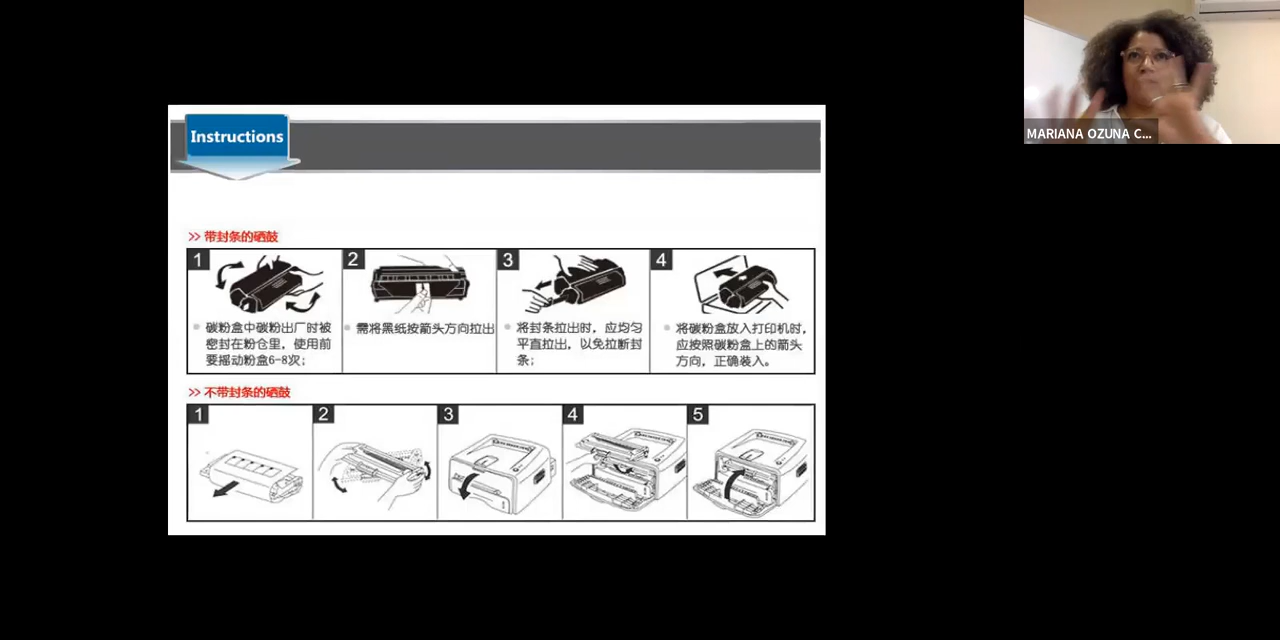 MARIANA OZUNA C...
Instructions
>> 带封条的硒鼓
1
2
3
4
碳粉盒中碳粉出厂时被
密封在粉仓里，使用前
要摇动粉盒6-8次；
需将黑纸按箭头方向拉出
将封条拉出时，应均匀
平直拉出，以免拉断封
条；
将碳粉盒放入打印机时，
应按照碳粉盒上的箭头
方向，正确装入。
>> 不带封条的硒鼓
1
2
3
4
5